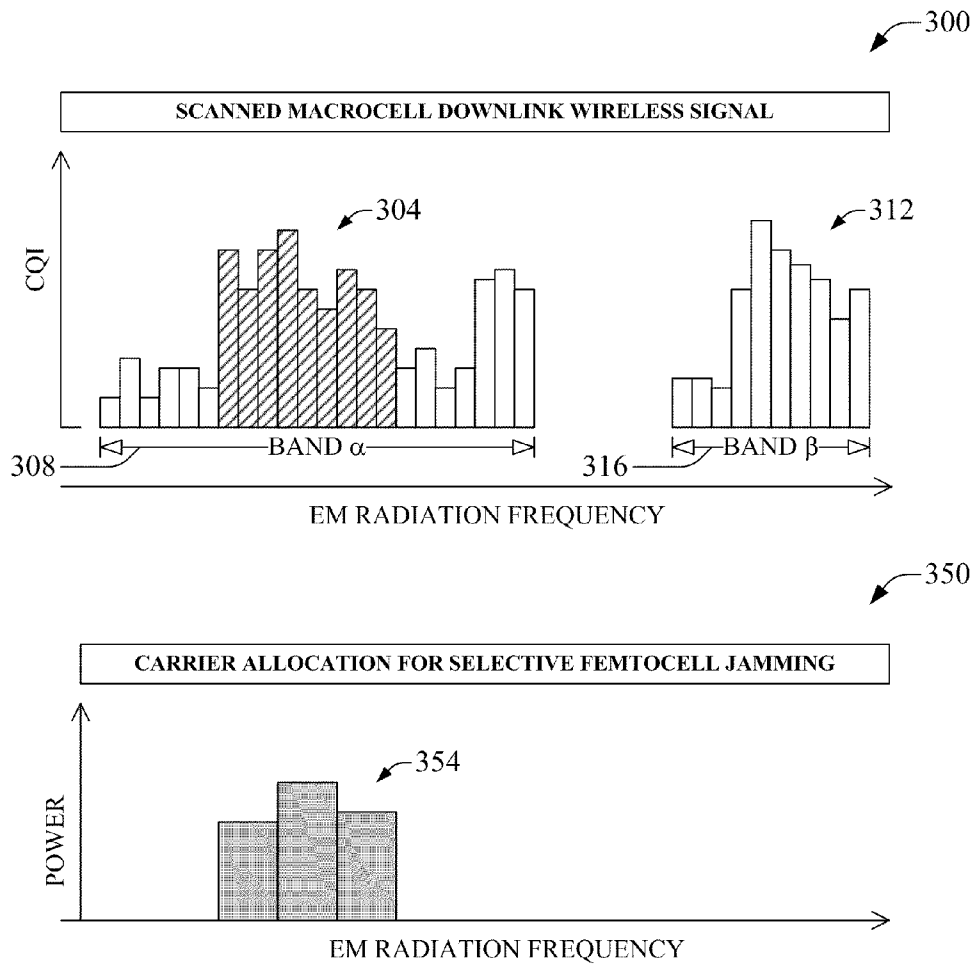 300
SCANNED MACROCELL DOWNLINK WIRELESS SIGNAL
304
312
CQI
BAND α
BAND β
308
316
EM RADIATION FREQUENCY
350
CARRIER ALLOCATION FOR SELECTIVE FEMTOCELL JAMMING
354
POWER
EM RADIATION FREQUENCY